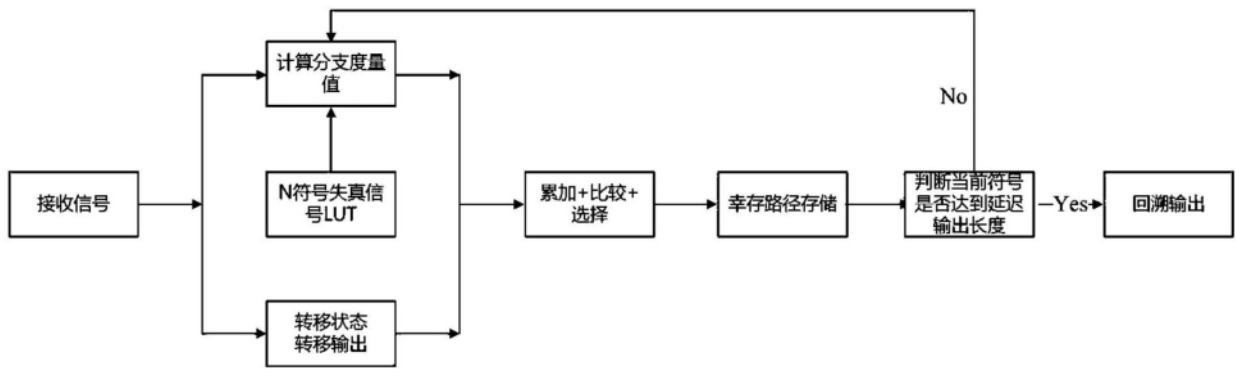 计算分支度量
值
No
接收信号
N符号失真信
号LUT
累加+比较+
选择
幸存路径存储
判断当前符号
是否达到延迟
输出长度
Yes
回溯输出
转移状态
转移输出